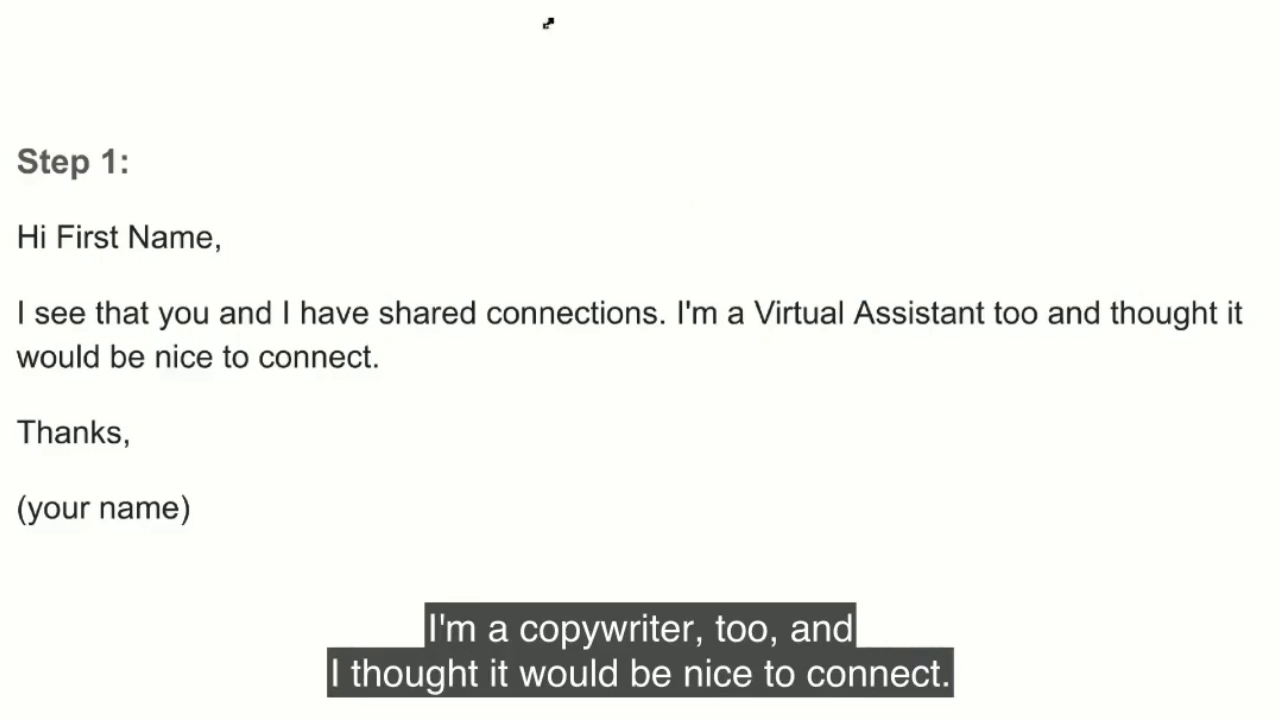 Step 1:
Hi First Name,
I see that you and I have shared connections. I'm a Virtual Assistant too and thought it
would be nice to connect.
Thanks,
(your name)
I'm a copywriter, too, and
I thought it would be nice to connect.